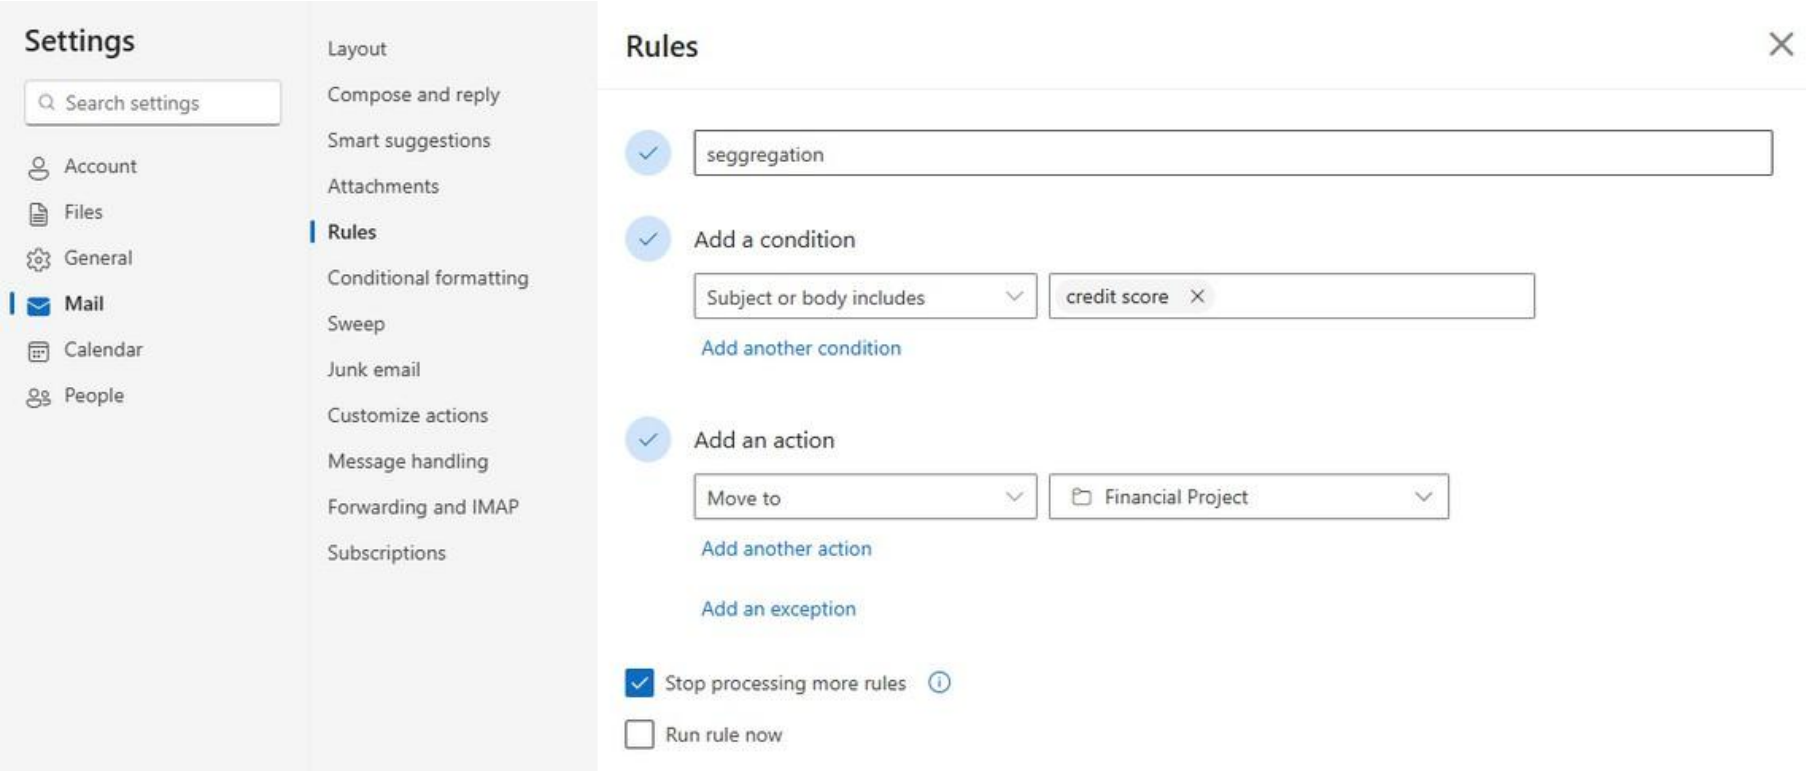 Settings
Search settings
Account
Files
General
Mail
Calendar
People
Layout
Compose and reply
Smart suggestions
Attachments
Rules
Conditional formatting
Sweep
Junk email
Customize actions
Message handling
Forwarding and IMAP
Subscriptions
Rules
seggregation
Add a condition
Subject or body includes credit score
Add another condition
Add an action
Move to Financial Project
Add another action
Add an exception
Stop processing more rules
Run rule now